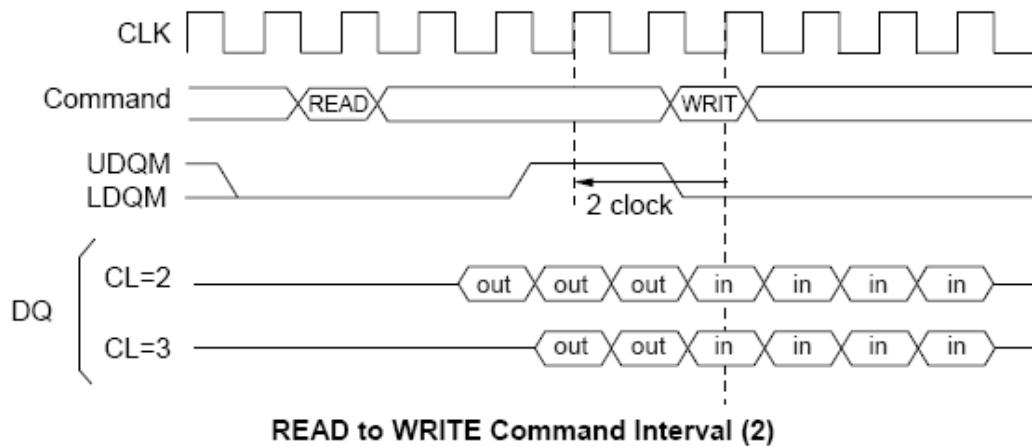 CLK
Command READ WRIT
UDQM
LDQM
2 clock
CL=2 out out out in in in in
DQ
CL=3 out out in in in in
READ to WRITE Command Interval (2)